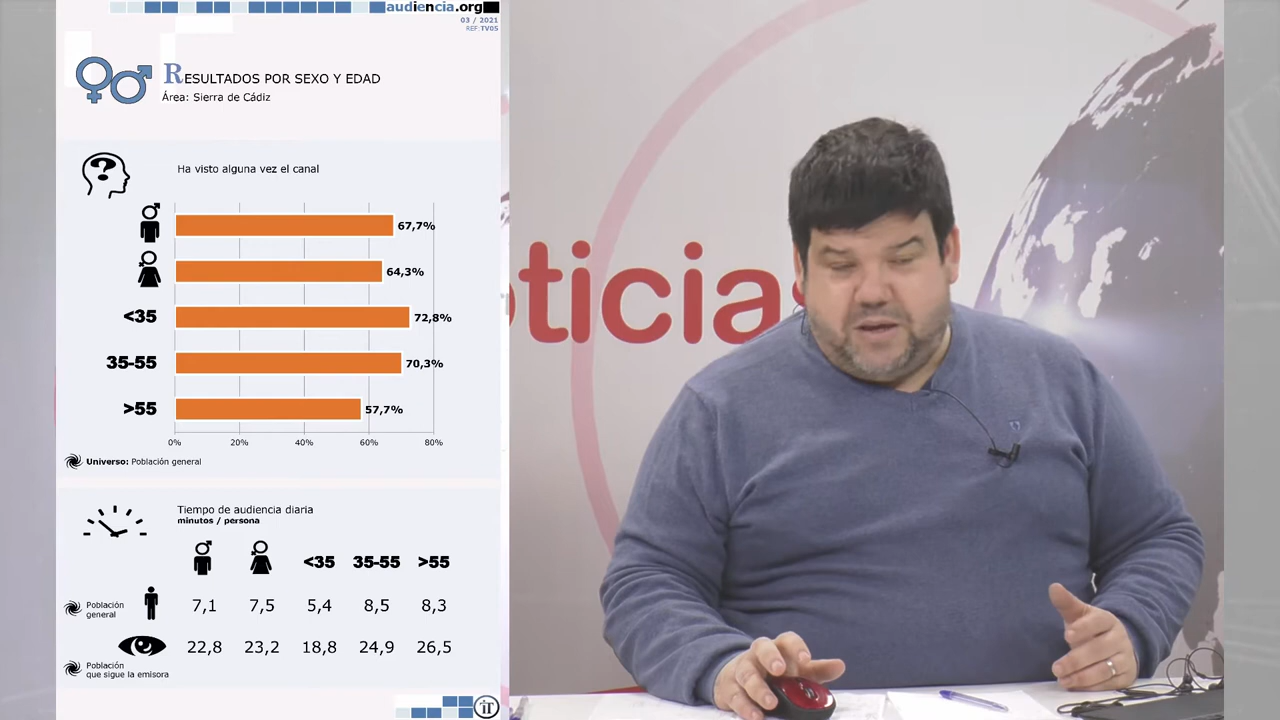 audiencia.org
03 / 2021
REF:TV05
RESULTADOS POR SEXO Y EDAD
Área: Sierra de Cádiz
Ha visto alguna vez el canal
67,7%
64,3%
<35 72,8%
35-55 70,3%
>55 57,7%
0% 20% 40% 60% 80%
Universo: Población general
Tiempo de audiencia diaria
minutos / persona
<35 35-55 >55
Población
general
7,1 7,5 5,4 8,5 8,3
22,8 23,2 18,8 24,9 26,5
Población
que sigue la emisora
iT
oticias